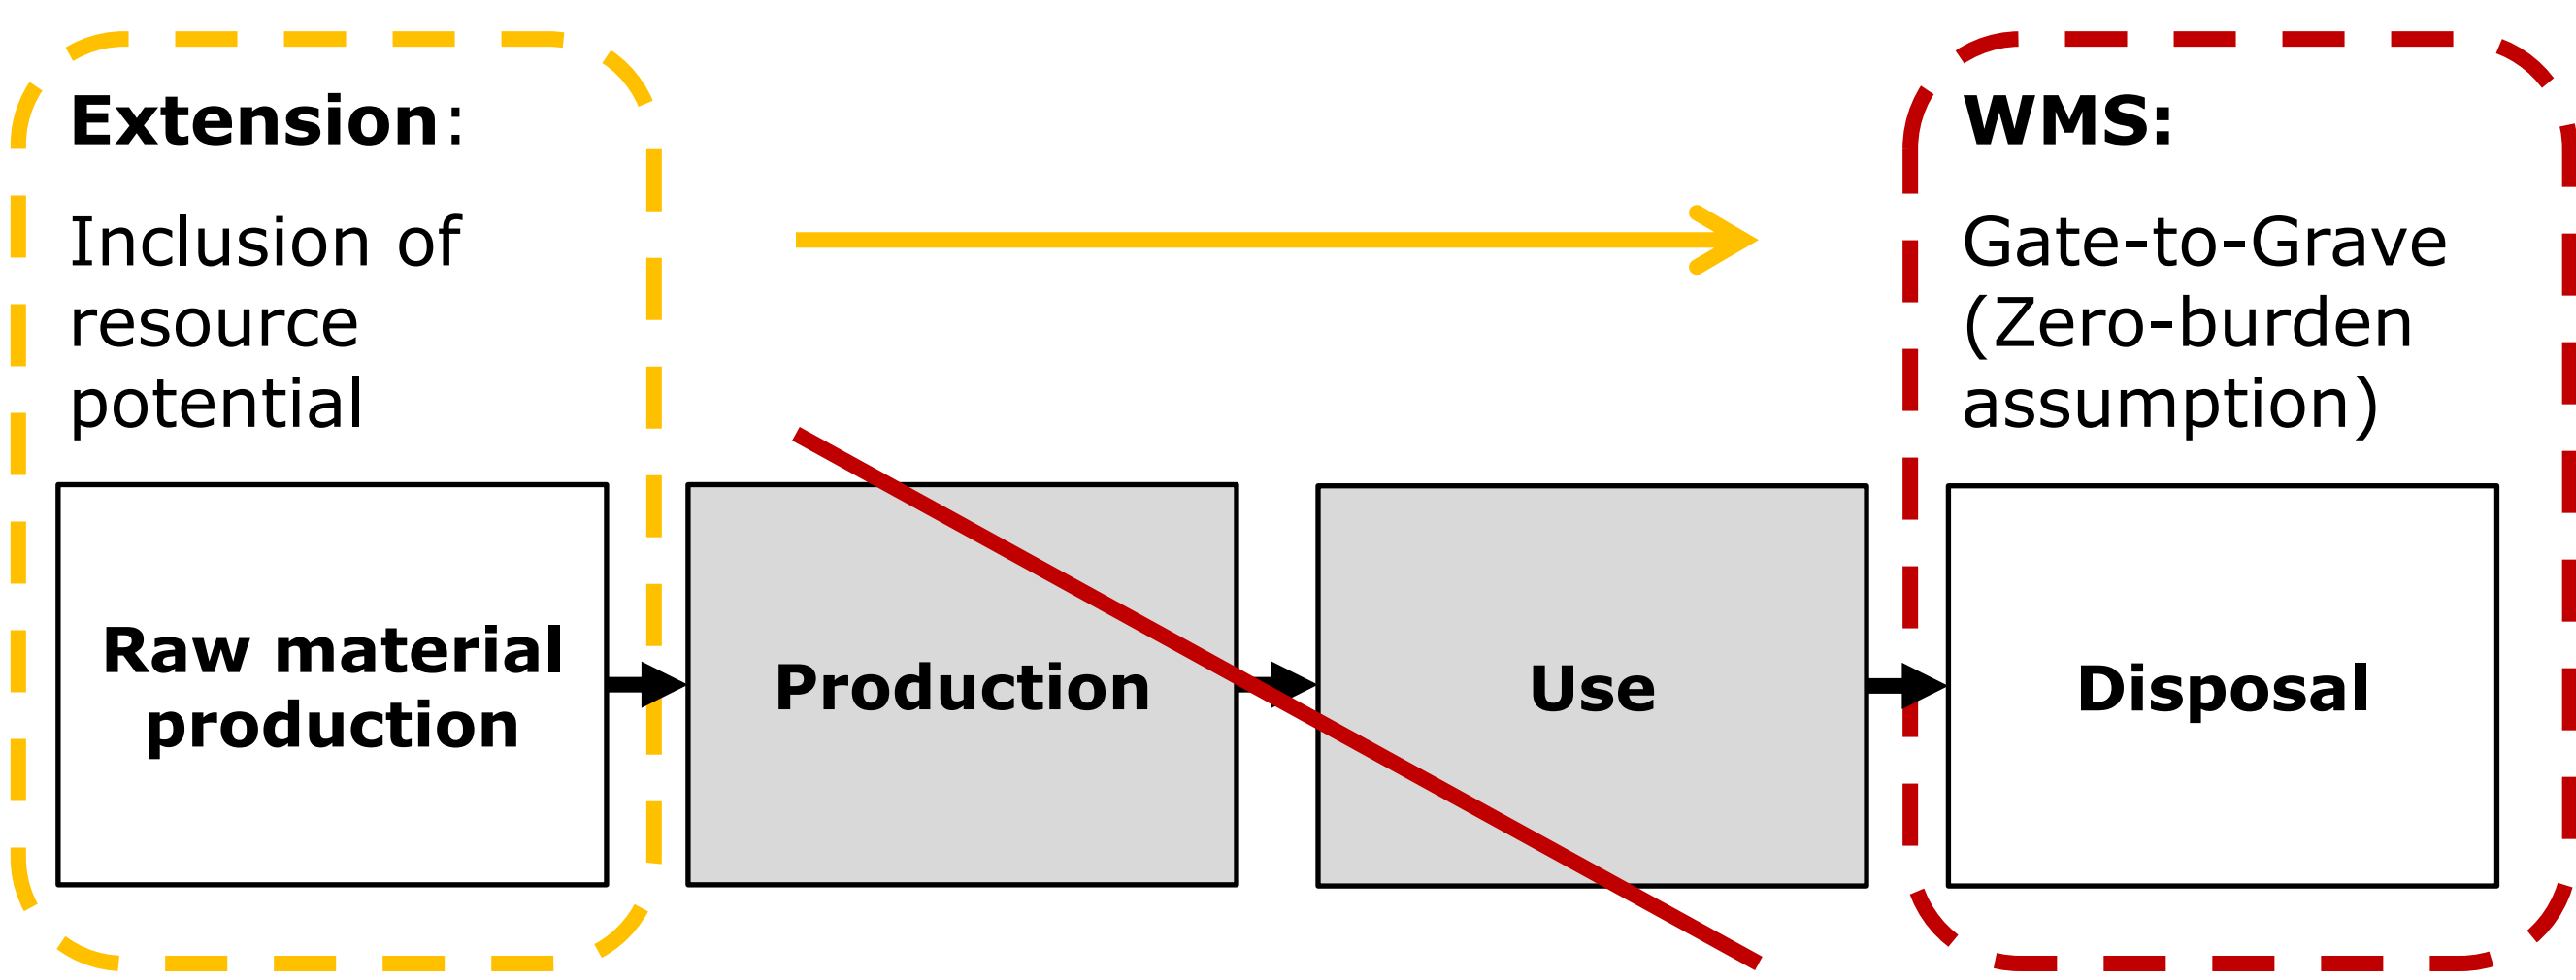 Extension:
Inclusion of
resource
potential
WMS:
Gate-to-Grave
(Zero-burden
assumption)
Raw material
production
Production
Use
Disposal